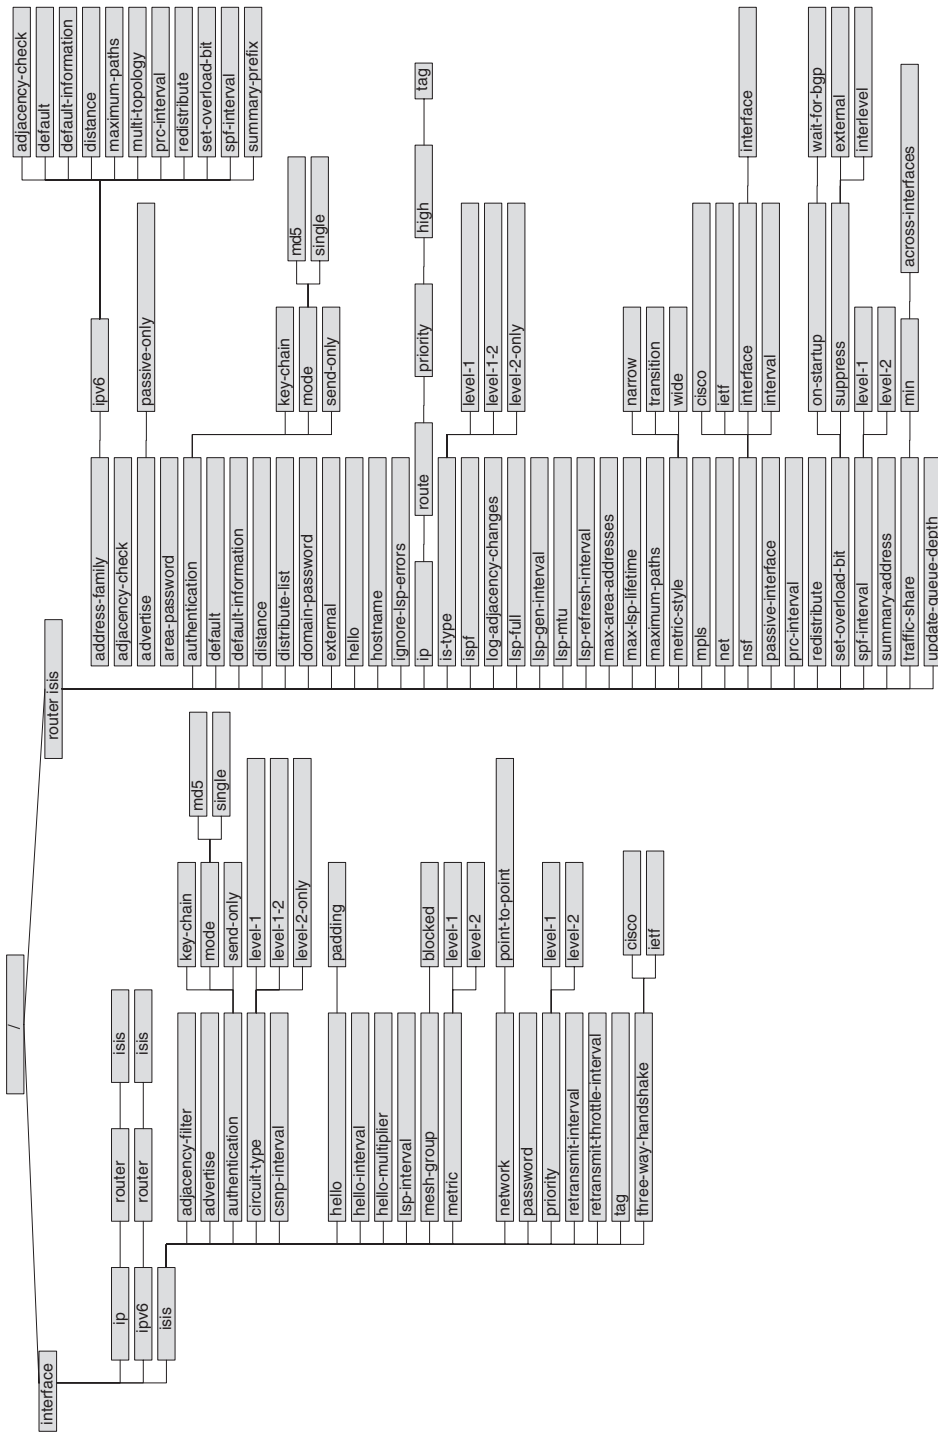 /
interface
ip
router
isis
ipv6
router
isis
isis
adjacency-filter
advertise
authentication
key-chain
mode
md5
single
send-only
circuit-type
level-1
level-1-2
level-2-only
csnp-interval
hello
padding
hello-interval
hello-multiplier
lsp-interval
mesh-group
blocked
metric
level-1
level-2
network
point-to-point
password
priority
level-1
level-2
retransmit-interval
retransmit-throttle-interval
tag
three-way-handshake
cisco
ietf
router isis
address-family
ipv6
adjacency-check
default
default-information
distance
maximum-paths
multi-topology
prc-interval
redistribute
set-overload-bit
spf-interval
summary-prefix
adjacency-check
advertise
passive-only
area-password
authentication
key-chain
mode
md5
single
send-only
default
default-information
distance
distribute-list
domain-password
external
hello
hostname
ignore-lsp-errors
ip
route
priority
high
tag
is-type
level-1
level-1-2
level-2-only
ispf
log-adjacency-changes
lsp-full
lsp-gen-interval
lsp-mtu
lsp-refresh-interval
max-area-addresses
max-lsp-lifetime
maximum-paths
metric-style
narrow
transition
wide
mpls
net
nsf
cisco
ietf
interface
interface
interval
passive-interface
prc-interval
redistribute
set-overload-bit
on-startup
wait-for-bgp
suppress
external
interlevel
spf-interval
level-1
level-2
summary-address
traffic-share
min
across-interfaces
update-queue-depth